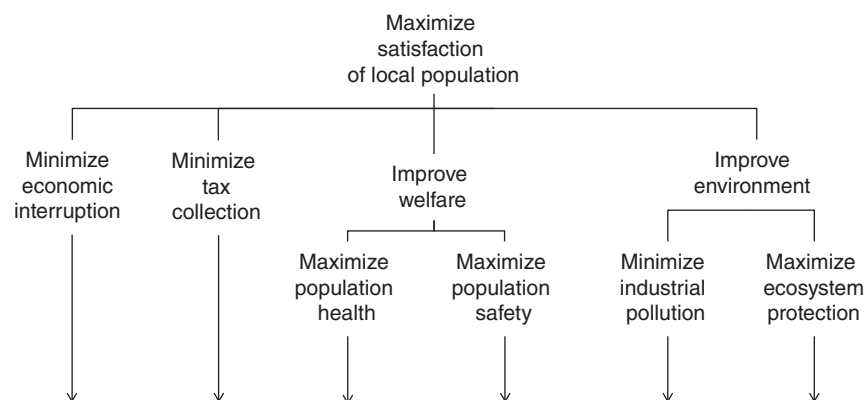 Maximize
satisfaction
of local population
Minimize
economic
interruption
Minimize
tax
collection
Improve
welfare
Improve
environment
Maximize
population
health
Maximize
population
safety
Minimize
industrial
pollution
Maximize
ecosystem
protection